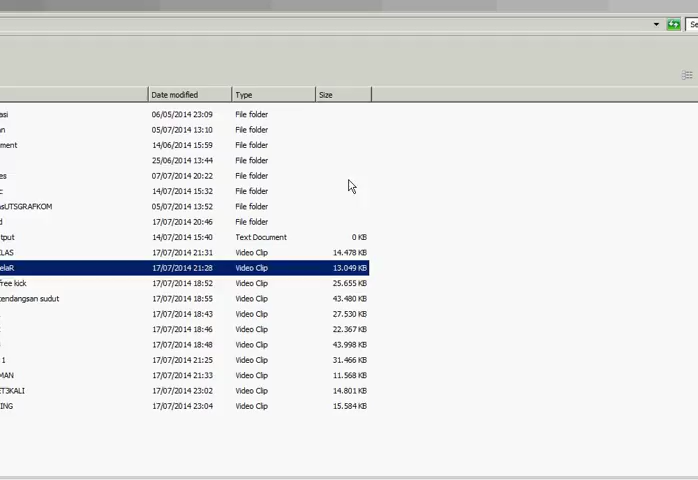 Se
Date modified Type Size
asi 06/05/2014 23:09 File folder
an 05/07/2014 13:10 File folder
ment 14/06/2014 15:59 File folder
25/06/2014 13:44 File folder
es 07/07/2014 20:22 File folder
c 14/07/2014 15:32 File folder
asUTSGRAFKOM 05/07/2014 13:52 File folder
d 17/07/2014 20:46 File folder
tput 14/07/2014 15:40 Text Document 0 KB
LAS 17/07/2014 21:31 Video Clip 14.478 KB
elaR 17/07/2014 21:28 Video Clip 13.049 KB
free kick 17/07/2014 18:52 Video Clip 25.655 KB
tendangsan sudut 17/07/2014 18:55 Video Clip 43.480 KB
17/07/2014 18:43 Video Clip 27.530 KB
17/07/2014 18:46 Video Clip 22.367 KB
17/07/2014 18:48 Video Clip 43.998 KB
1 17/07/2014 21:25 Video Clip 31.466 KB
MAN 17/07/2014 21:33 Video Clip 11.568 KB
ET3KALI 17/07/2014 23:02 Video Clip 14.801 KB
ING 17/07/2014 23:04 Video Clip 15.584 KB